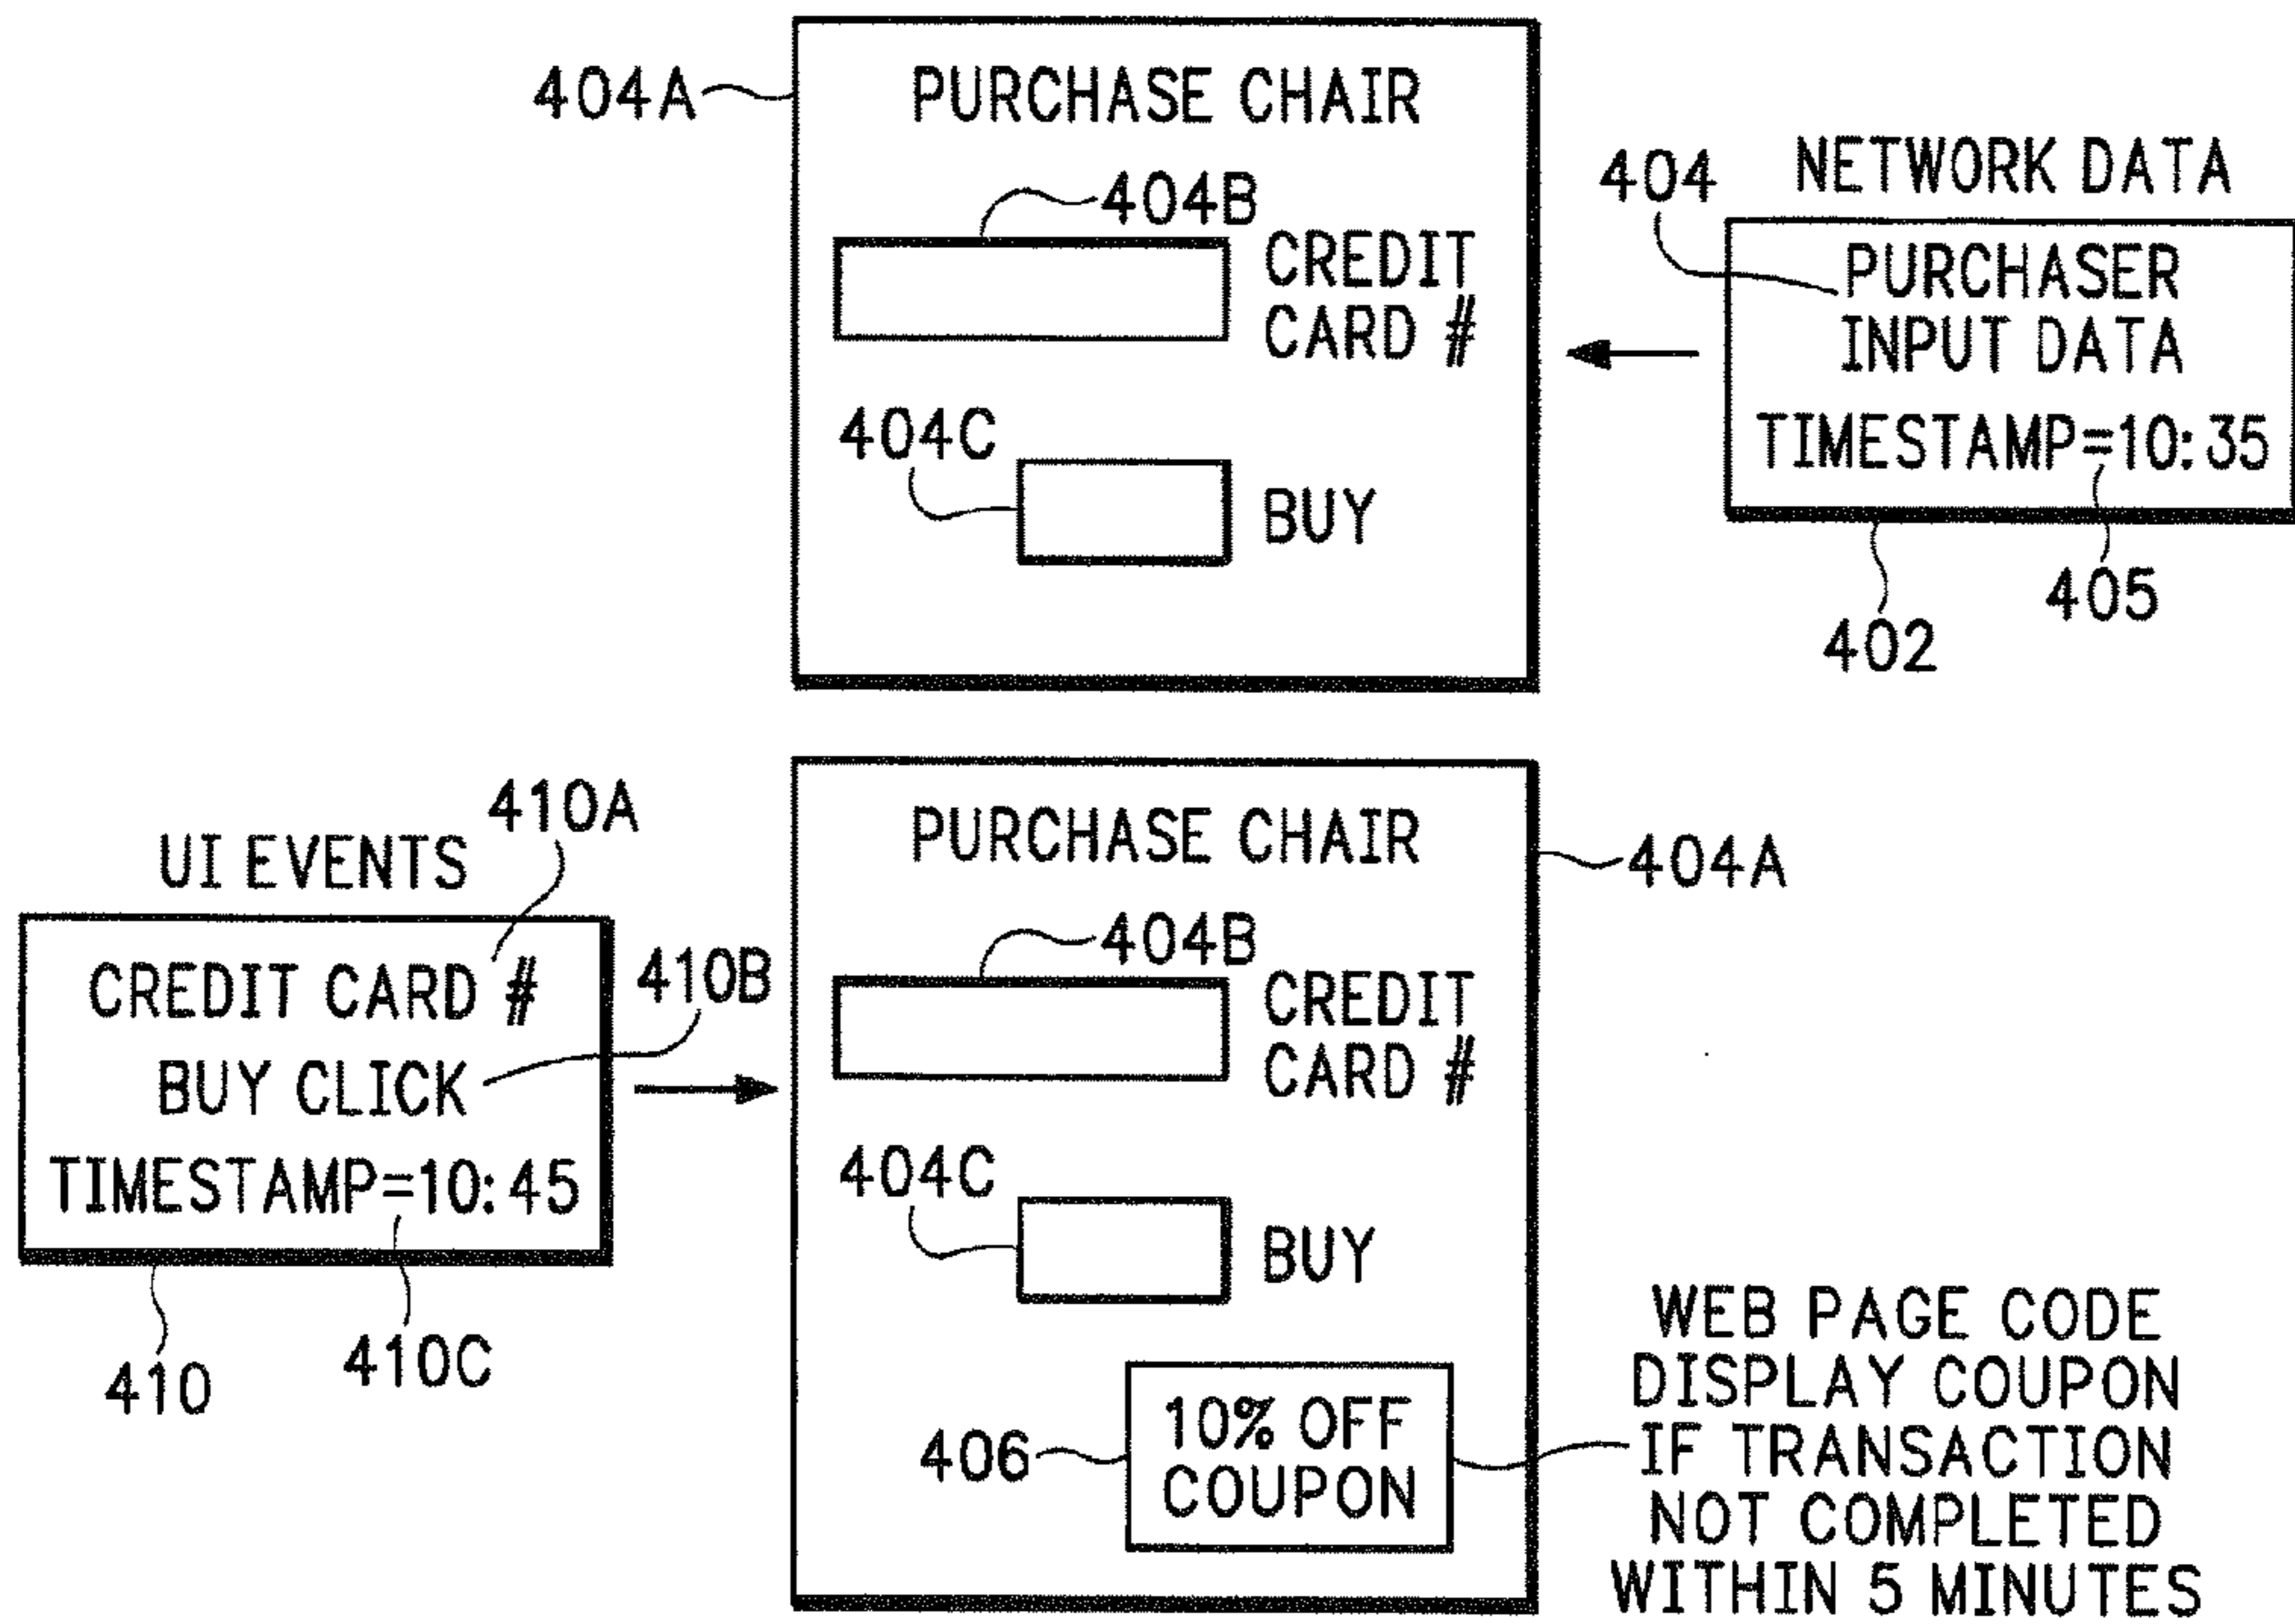 404A
PURCHASE CHAIR
404B
CREDIT
CARD #
404C
BUY
404
NETWORK DATA
PURCHASER
INPUT DATA
TIMESTAMP=10:35
405
402
UI EVENTS
410A
CREDIT CARD #
BUY CLICK
410B
TIMESTAMP=10:45
410
410C
PURCHASE CHAIR
404A
404B
CREDIT
CARD #
404C
BUY
406
10% OFF
COUPON
WEB PAGE CODE
DISPLAY COUPON
IF TRANSACTION
NOT COMPLETED
WITHIN 5 MINUTES